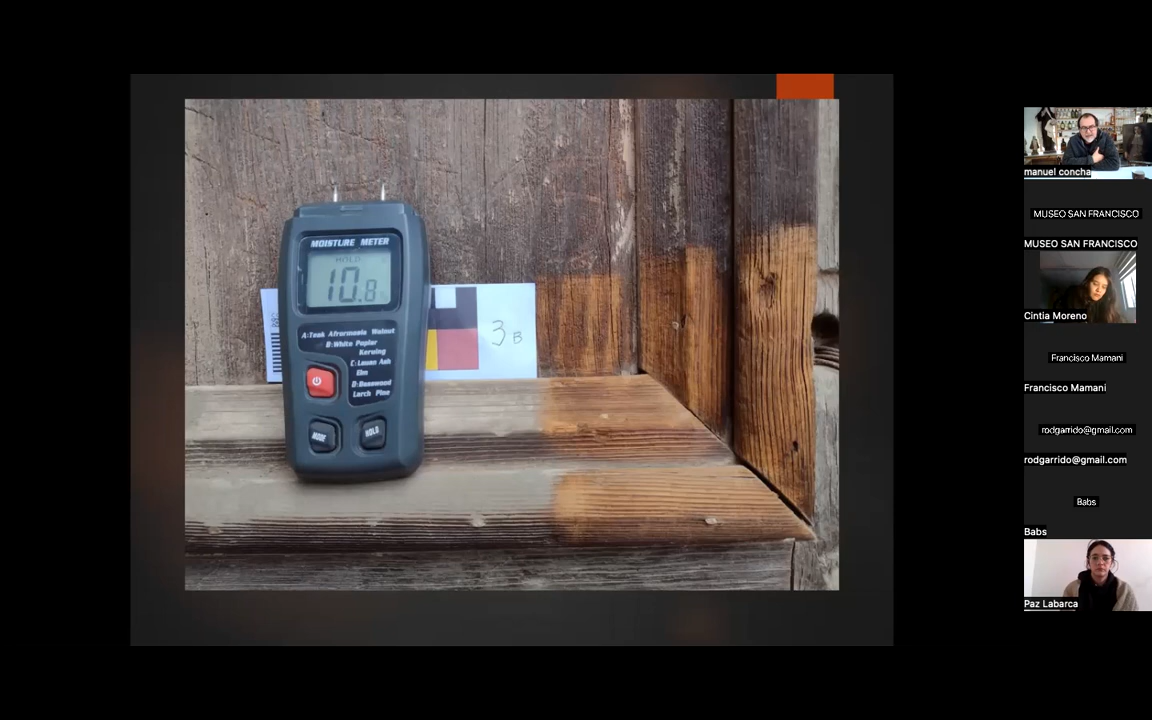 MOISTURE METER
HOLD
10.8
A:Teak Afrormosia Walnut
B:White Poplar
Kerwing
C:Lauan Ash
Elm
D:Basswood
Larch Pine
MODE
HOLD
3 B
manuel concha
MUSEO SAN FRANCISCO
MUSEO SAN FRANCISCO
Cintia Moreno
Francisco Mamani
Francisco Mamani
rodgarrido@gmail.com
rodgarrido@gmail.com
Babs
Babs
Paz Labarca